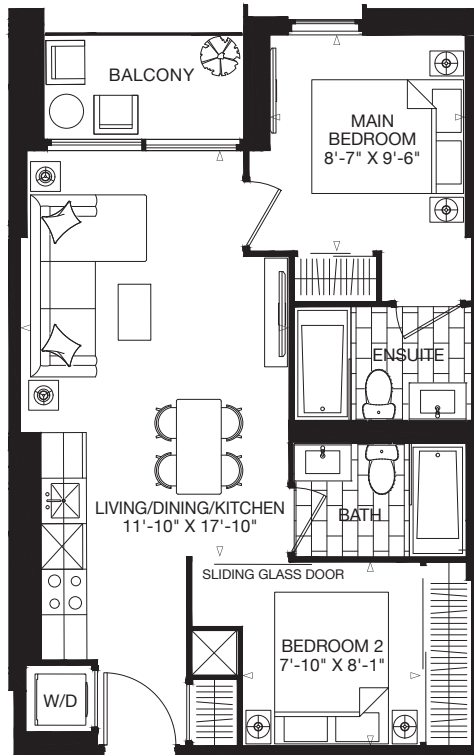 BALCONY
MAIN
BEDROOM
8'-7" X 9'-6"
ENSUITE
LIVING/DINING/KITCHEN
11'-10" X 17'-10"
BATH
SLIDING GLASS DOOR
BEDROOM 2
7'-10" X 8'-1"
W/D